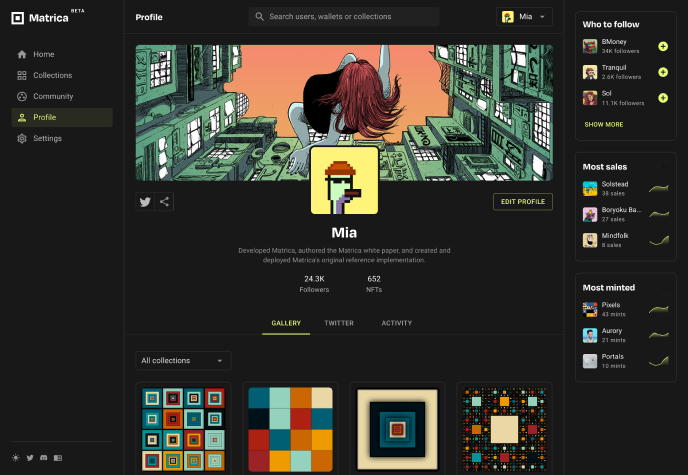 Matrica BETA
Home
Collections
Community
Profile
Settings
Profile
Search users, wallets or collections
Mia
EDIT PROFILE
Mia
Developed Matrica, authored the Matrica white paper, and created and
deployed Matrica's original reference implementation.
24.3K
Followers
652
NFTs
GALLERY
TWITTER
ACTIVITY
All collections
Who to follow
BMoney
34K followers
Tranquil
2.6K followers
Sol
11.1K followers
SHOW MORE
Most sales
Solstead
38 sales
Boryoku Ba...
27 sales
Mindfolk
8 sales
Most minted
Pixels
43 mints
Aurory
21 mints
Portals
10 mints